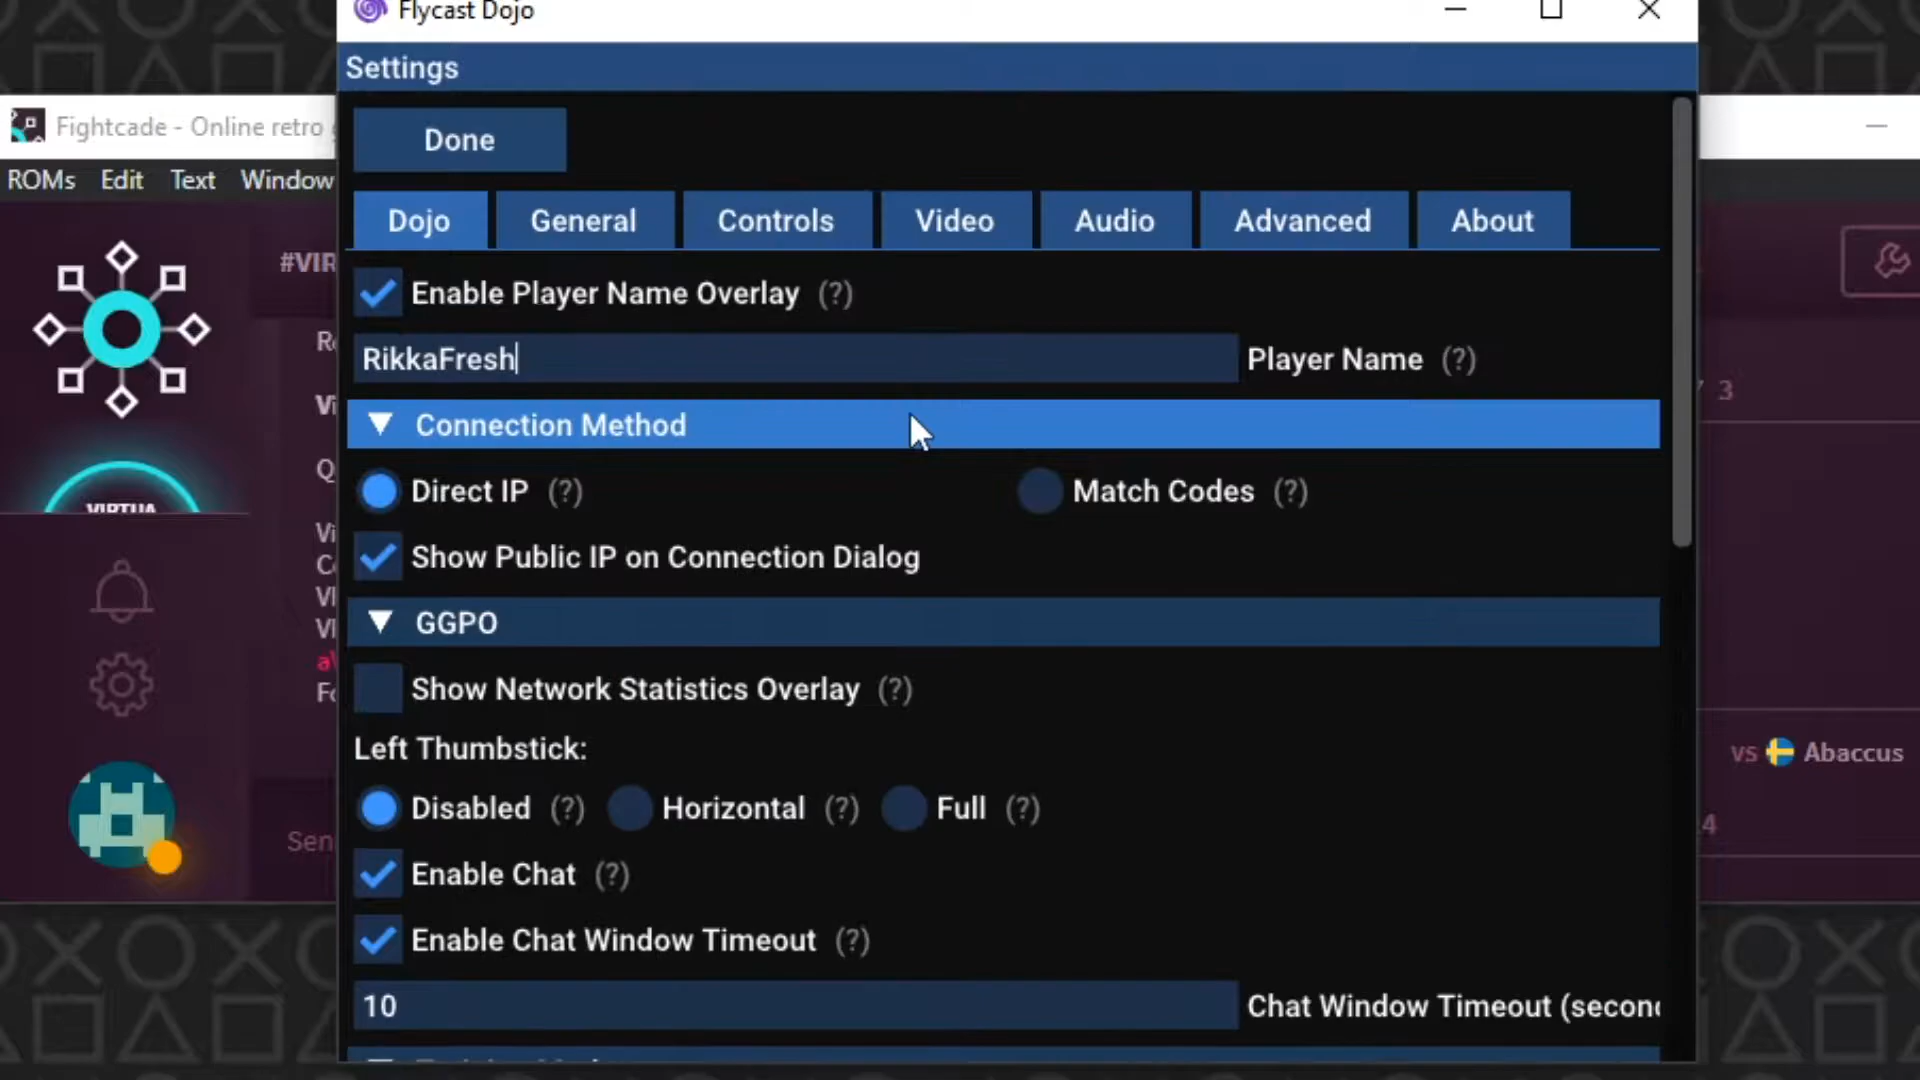 Flycast Dojo
Settings
Done
Dojo General Controls Video Audio Advanced About
Enable Player Name Overlay (?)
RikkaFresh Player Name (?)
Connection Method
Direct IP (?) Match Codes (?)
Show Public IP on Connection Dialog
GGPO
Show Network Statistics Overlay (?)
Left Thumbstick:
Disabled (?) Horizontal (?) Full (?)
Enable Chat (?)
Enable Chat Window Timeout (?)
10 Chat Window Timeout (secon
Fightcade - Online retro
ROMs Edit Text Window
#VIR
VIRTUA
Sen
3
vs Abaccus
4